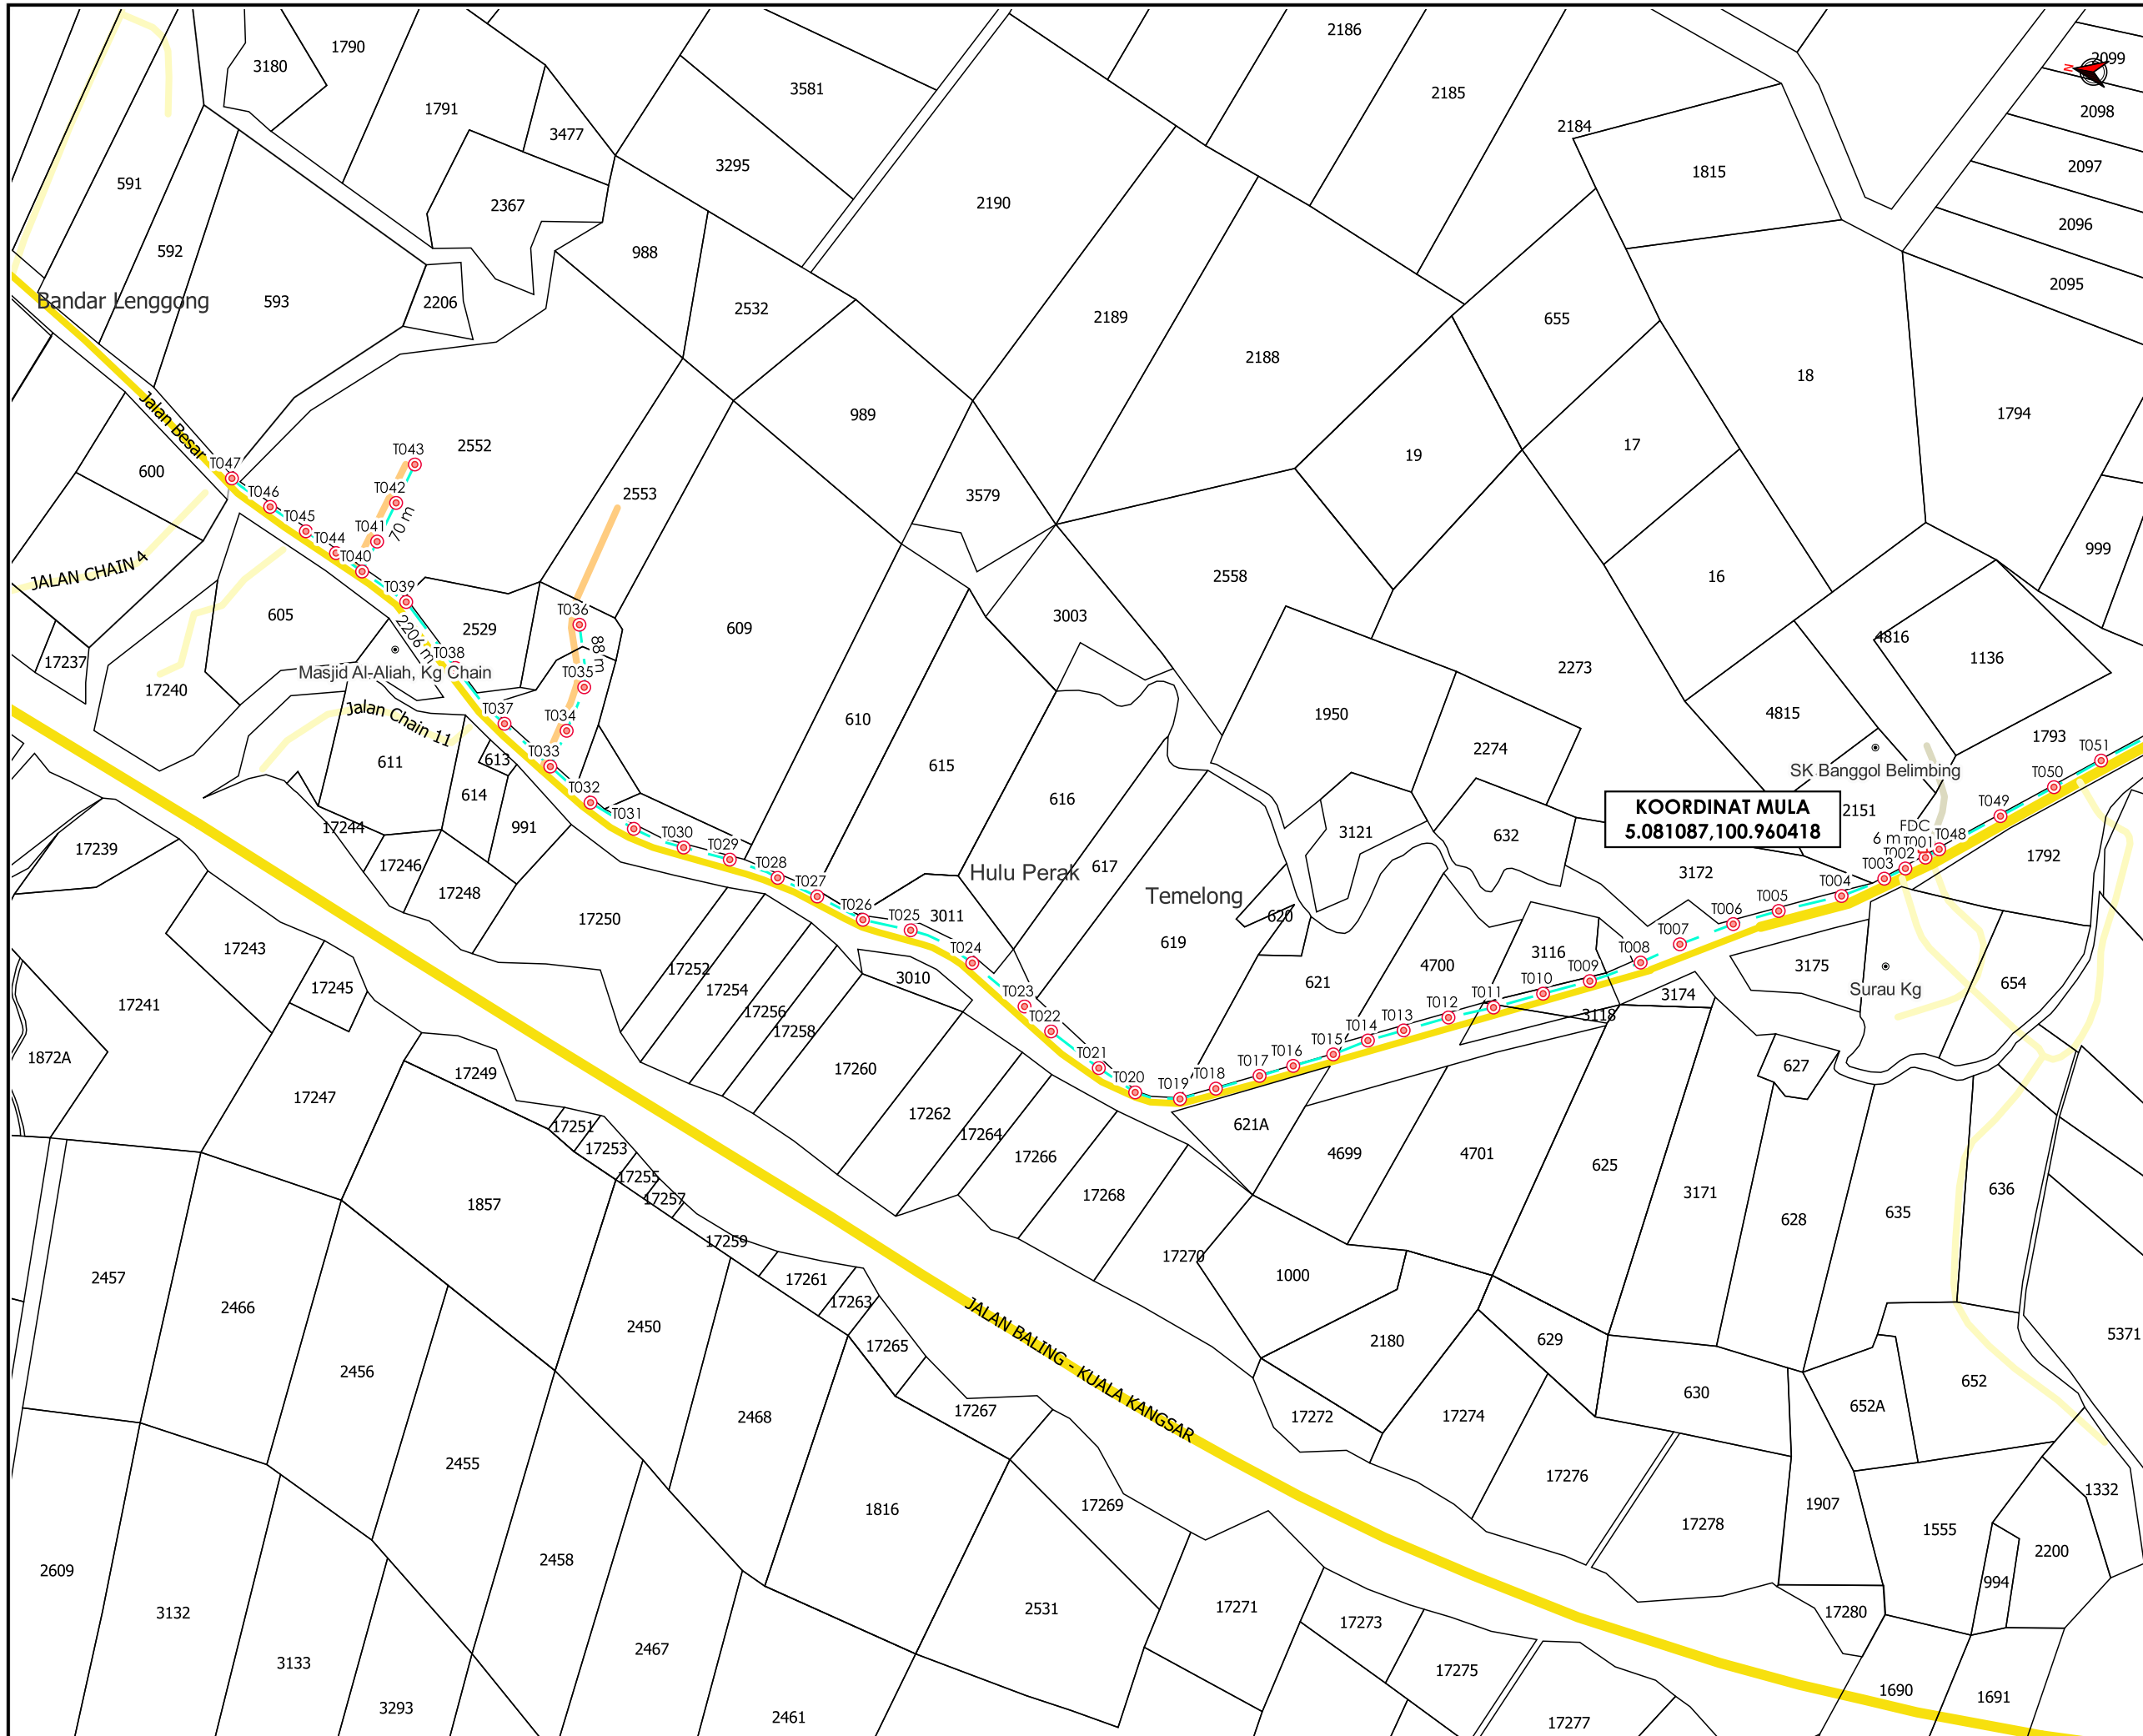 2186
1790
3180
2099
N
3581
2185
1791
2098
2184
3477
2097
3295
1815
591
2190
2367
2096
592
988
2095
Bandar Lenggong
593
2206
2532
2189
655
2188
18
Jalan Besar
989
1794
2552
17
19
T043
T047
600
T046
T042
2553
3579
70 m
T045
T041
T044
T040
999
JALAN CHAIN 4
2558
16
T039
T036
605
2529
609
3003
4816
2206 m
88 m
T038
1136
17237
Masjid Al-Aliah, Kg Chain
T035
2273
17240
Jalan Chain 11
T037
T034
610
1950
4815
1793
T051
2274
T033
611
613
615
SK Banggol Belimbing
T050
614
T032
616
KOORDINAT MULA
5.081087,100.960418
2151
T049
17244
991
T031
3121
632
FDC
6 m
T001
T048
17239
T030
T029
T002
1792
17246
T028
Hulu Perak
617
3172
T003
17248
T027
Temelong
T004
T026
T025
3011
620
T005
17250
T006
T007
17243
619
T024
3116
T008
17252
4700
3175
3010
T009
621
17245
17254
T010
Surau Kg
654
17241
T023
T011
3174
17256
T022
T012
3118
17258
T013
T014
1872A
T015
17249
T021
T016
627
17260
T017
T020
T019
T018
17247
17262
17251
621A
17264
17253
4699
4701
17266
625
17255
636
17257
17268
3171
1857
635
628
17259
17270
2457
17261
1000
2466
17263
JALAN BALING - KUALA KANGSAR
2450
5371
2180
629
17265
2456
652
630
652A
17267
2468
17272
17274
2455
17276
1332
17269
1907
1816
17278
1555
2458
2200
2609
994
2531
17271
3132
17280
17273
2467
3133
17275
1690
1691
3293
2461
17277